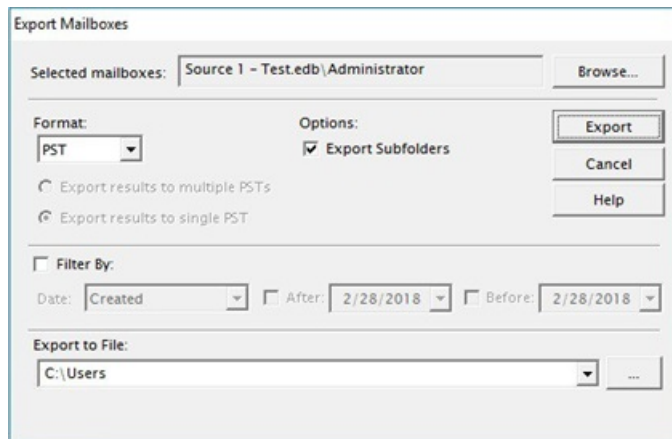 Export Mailboxes
Selected mailboxes: Source 1 - Test.edb\Administrator Browse...
Format: Options: Export
PST Export Subfolders
Cancel
Export results to multiple PSTs
Help
Export results to single PST
Filter By:
Date: Created After: 2/28/2018 Before: 2/28/2018
Export to File:
C:\Users ...